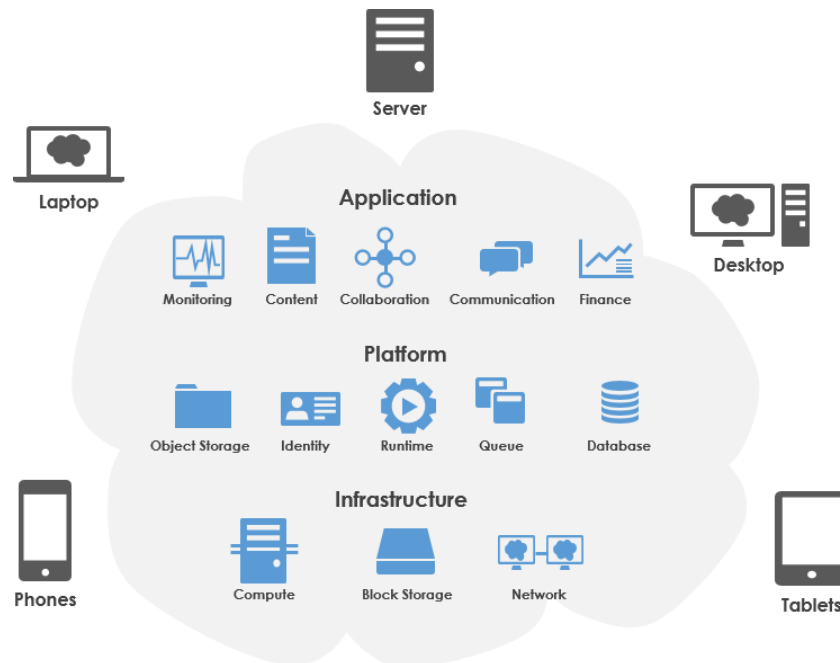 Server
Laptop
Application
Desktop
Monitoring
Content
Collaboration
Communication
Finance
Platform
Object Storage
Identity
Runtime
Queue
Database
Infrastructure
Phones
Compute
Block Storage
Network
Tablets